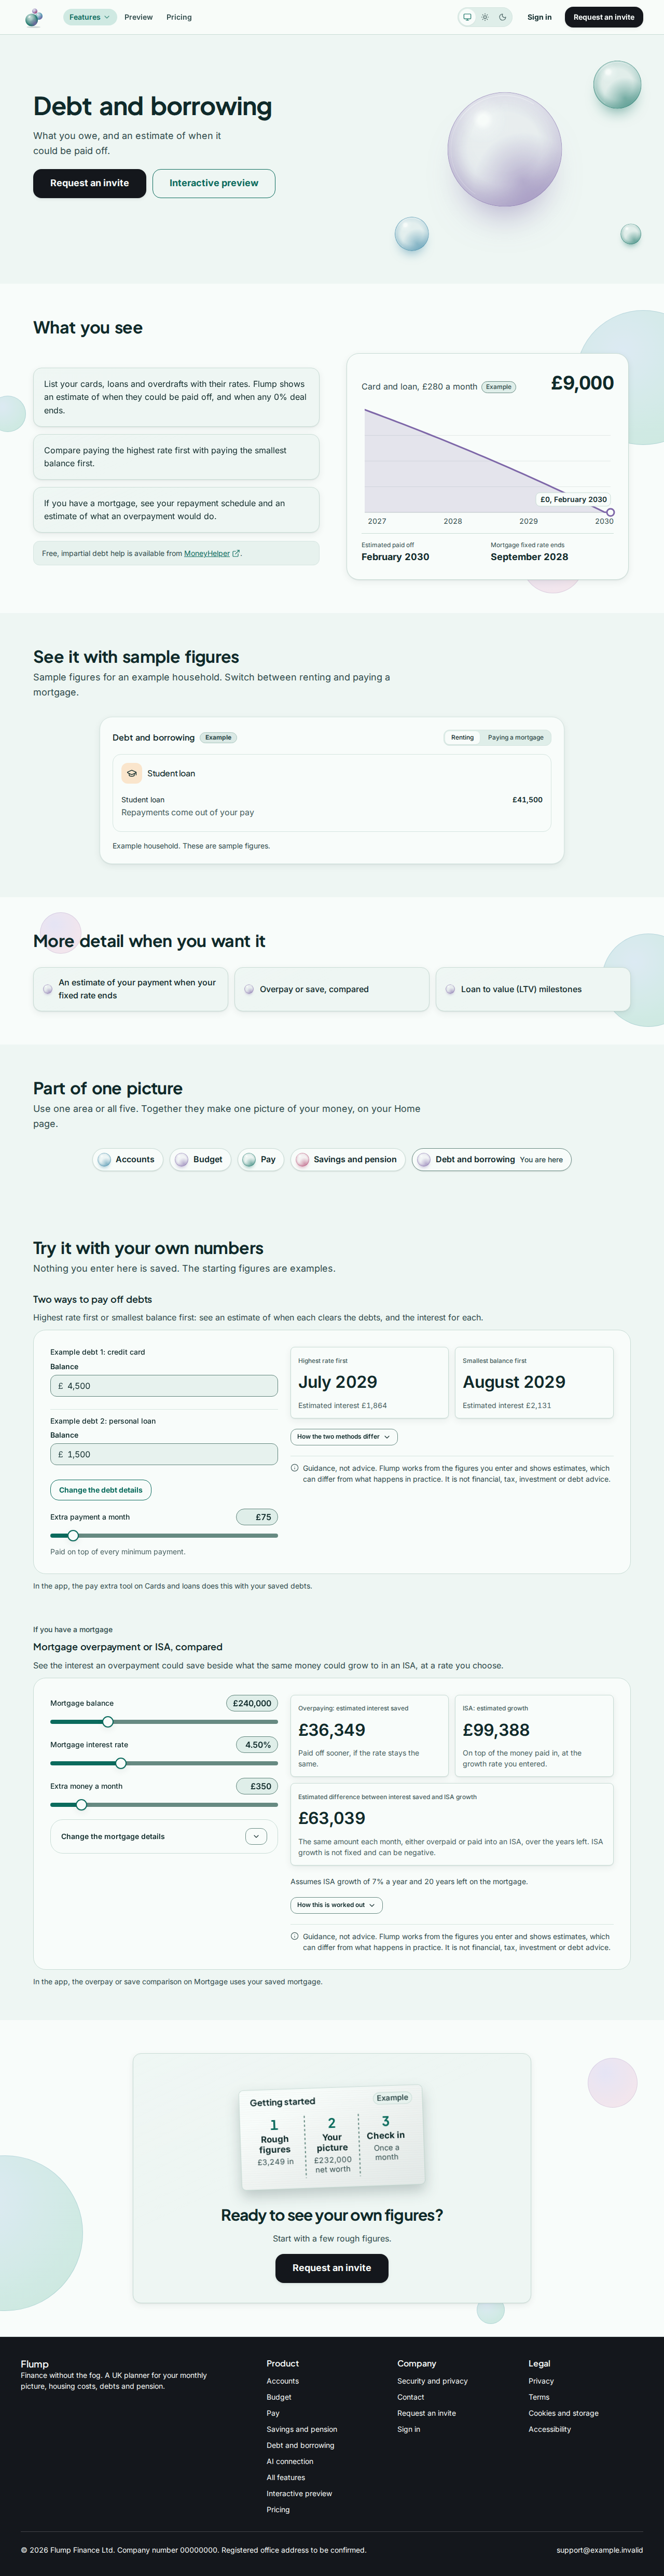 Features
Preview
Pricing
Sign in
Request an invite
Debt and borrowing
What you owe, and an estimate of when it
could be paid off.
Request an invite
Interactive preview
What you see
List your cards, loans and overdrafts with their rates. Flump shows
an estimate of when they could be paid off, and when any 0% deal
ends.
Compare paying the highest rate first with paying the smallest
balance first.
If you have a mortgage, see your repayment schedule and an
estimate of what an overpayment would do.
Free, impartial debt help is available from MoneyHelper.
Card and loan, £280 a month Example £9,000
£0, February 2030
2027 2028 2029 2030
Estimated paid off
February 2030
Mortgage fixed rate ends
September 2028
See it with sample figures
Sample figures for an example household. Switch between renting and paying a
mortgage.
Debt and borrowing Example
Renting Paying a mortgage
Student loan
Student loan £41,500
Repayments come out of your pay
Example household. These are sample figures.
More detail when you want it
An estimate of your payment when your
fixed rate ends
Overpay or save, compared
Loan to value (LTV) milestones
Part of one picture
Use one area or all five. Together they make one picture of your money, on your Home
page.
Accounts
Budget
Pay
Savings and pension
Debt and borrowing You are here
Try it with your own numbers
Nothing you enter here is saved. The starting figures are examples.
Two ways to pay off debts
Highest rate first or smallest balance first: see an estimate of when each clears the debts, and the interest for each.
Example debt 1: credit card
Balance
£ 4,500
Example debt 2: personal loan
Balance
£ 1,500
Change the debt details
Extra payment a month £75
Paid on top of every minimum payment.
Highest rate first
July 2029
Estimated interest £1,864
Smallest balance first
August 2029
Estimated interest £2,131
How the two methods differ
Guidance, not advice. Flump works from the figures you enter and shows estimates, which
can differ from what happens in practice. It is not financial, tax, investment or debt advice.
In the app, the pay extra tool on Cards and loans does this with your saved debts.
If you have a mortgage
Mortgage overpayment or ISA, compared
See the interest an overpayment could save beside what the same money could grow to in an ISA, at a rate you choose.
Mortgage balance £240,000
Mortgage interest rate 4.50%
Extra money a month £350
Change the mortgage details
Overpaying: estimated interest saved
£36,349
Paid off sooner, if the rate stays the
same.
ISA: estimated growth
£99,388
On top of the money paid in, at the
growth rate you entered.
Estimated difference between interest saved and ISA growth
£63,039
The same amount each month, either overpaid or paid into an ISA, over the years left. ISA
growth is not fixed and can be negative.
Assumes ISA growth of 7% a year and 20 years left on the mortgage.
How this is worked out
Guidance, not advice. Flump works from the figures you enter and shows estimates, which
can differ from what happens in practice. It is not financial, tax, investment or debt advice.
In the app, the overpay or save comparison on Mortgage uses your saved mortgage.
Getting started Example
1
Rough
figures
£3,249 in
2
Your
picture
£232,000
net worth
3
Check in
Once a
month
Ready to see your own figures?
Start with a few rough figures.
Request an invite
Flump
Finance without the fog. A UK planner for your monthly
picture, housing costs, debts and pension.
Product
Accounts
Budget
Pay
Savings and pension
Debt and borrowing
AI connection
All features
Interactive preview
Pricing
Company
Security and privacy
Contact
Request an invite
Sign in
Legal
Privacy
Terms
Cookies and storage
Accessibility
© 2026 Flump Finance Ltd. Company number 00000000. Registered office address to be confirmed.
support@example.invalid